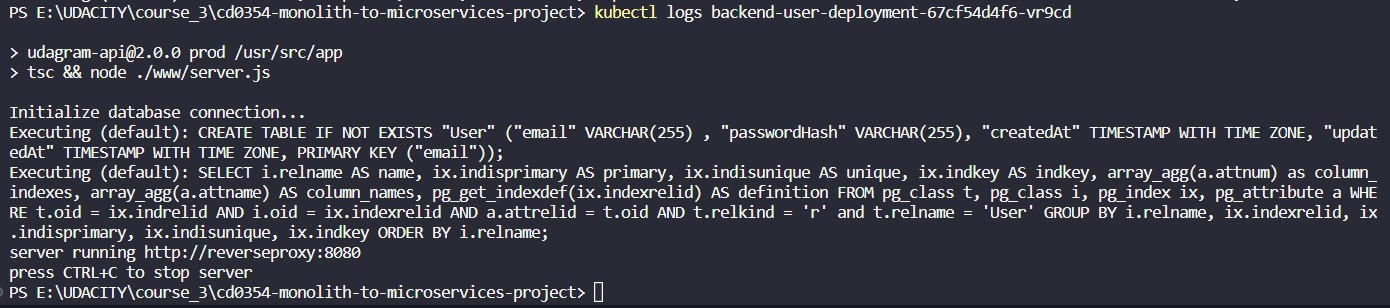 PS E:\UDACITY\course_3\cd0354-monolith-to-microservices-project> kubectl logs backend-user-deployment-67cf54d4f6-vr9cd
> udagram-api@2.0.0 prod /usr/src/app
> tsc && node ./www/server.js
Initialize database connection...
Executing (default): CREATE TABLE IF NOT EXISTS "User" ("email" VARCHAR(255) , "passwordHash" VARCHAR(255), "createdAt" TIMESTAMP WITH TIME ZONE, "updat
edAt" TIMESTAMP WITH TIME ZONE, PRIMARY KEY ("email"));
Executing (default): SELECT i.relname AS name, ix.indisprimary AS primary, ix.indisunique AS unique, ix.indkey AS indkey, array_agg(a.attnum) as column_
indexes, array_agg(a.attname) AS column_names, pg_get_indexdef(ix.indexrelid) AS definition FROM pg_class t, pg_class i, pg_index ix, pg_attribute a WHE
RE t.oid = ix.indrelid AND i.oid = ix.indexrelid AND a.attrelid = t.oid AND t.relkind = 'r' and t.relname = 'User' GROUP BY i.relname, ix.indexrelid, ix
.indisprimary, ix.indisunique, ix.indkey ORDER BY i.relname;
server running http://reverseproxy:8080
press CTRL+C to stop server
PS E:\UDACITY\course_3\cd0354-monolith-to-microservices-project>